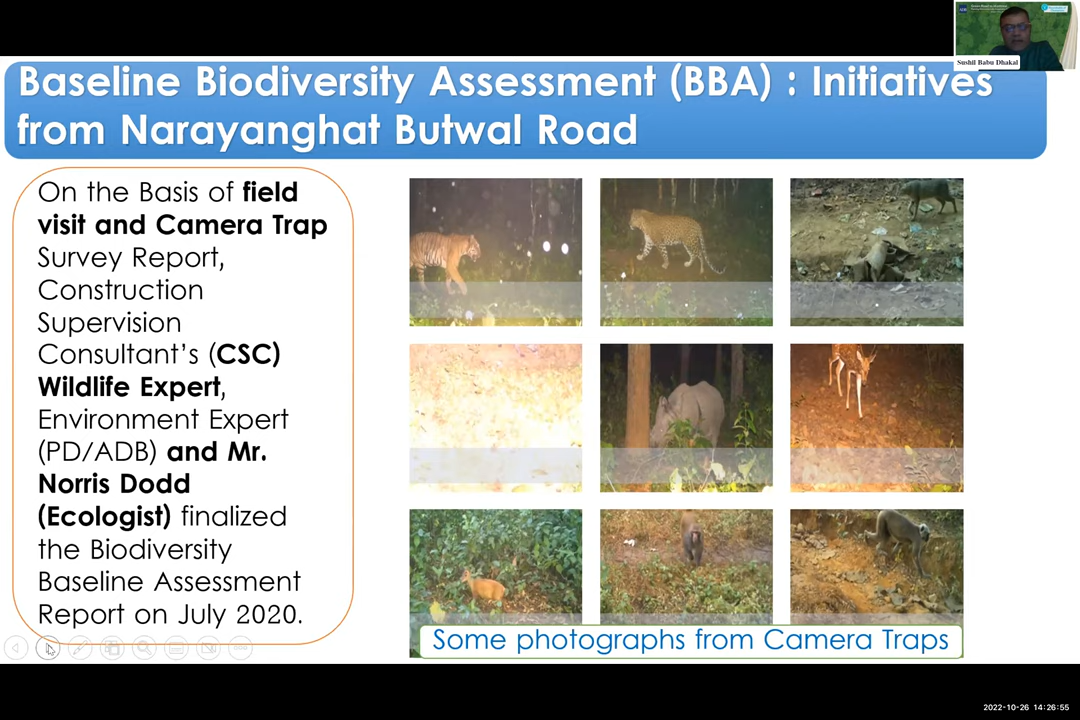 Sushil Babu Dhakal
Baseline Biodiversity Assessment (BBA) : Initiatives
from Narayanghat Butwal Road
On the Basis of field
visit and Camera Trap
Survey Report,
Construction
Supervision
Consultant’s (CSC)
Wildlife Expert,
Environment Expert
(PD/ADB) and Mr.
Norris Dodd
(Ecologist) finalized
the Biodiversity
Baseline Assessment
Report on July 2020.
Some photographs from Camera Traps
2022-10-26 14:26:55